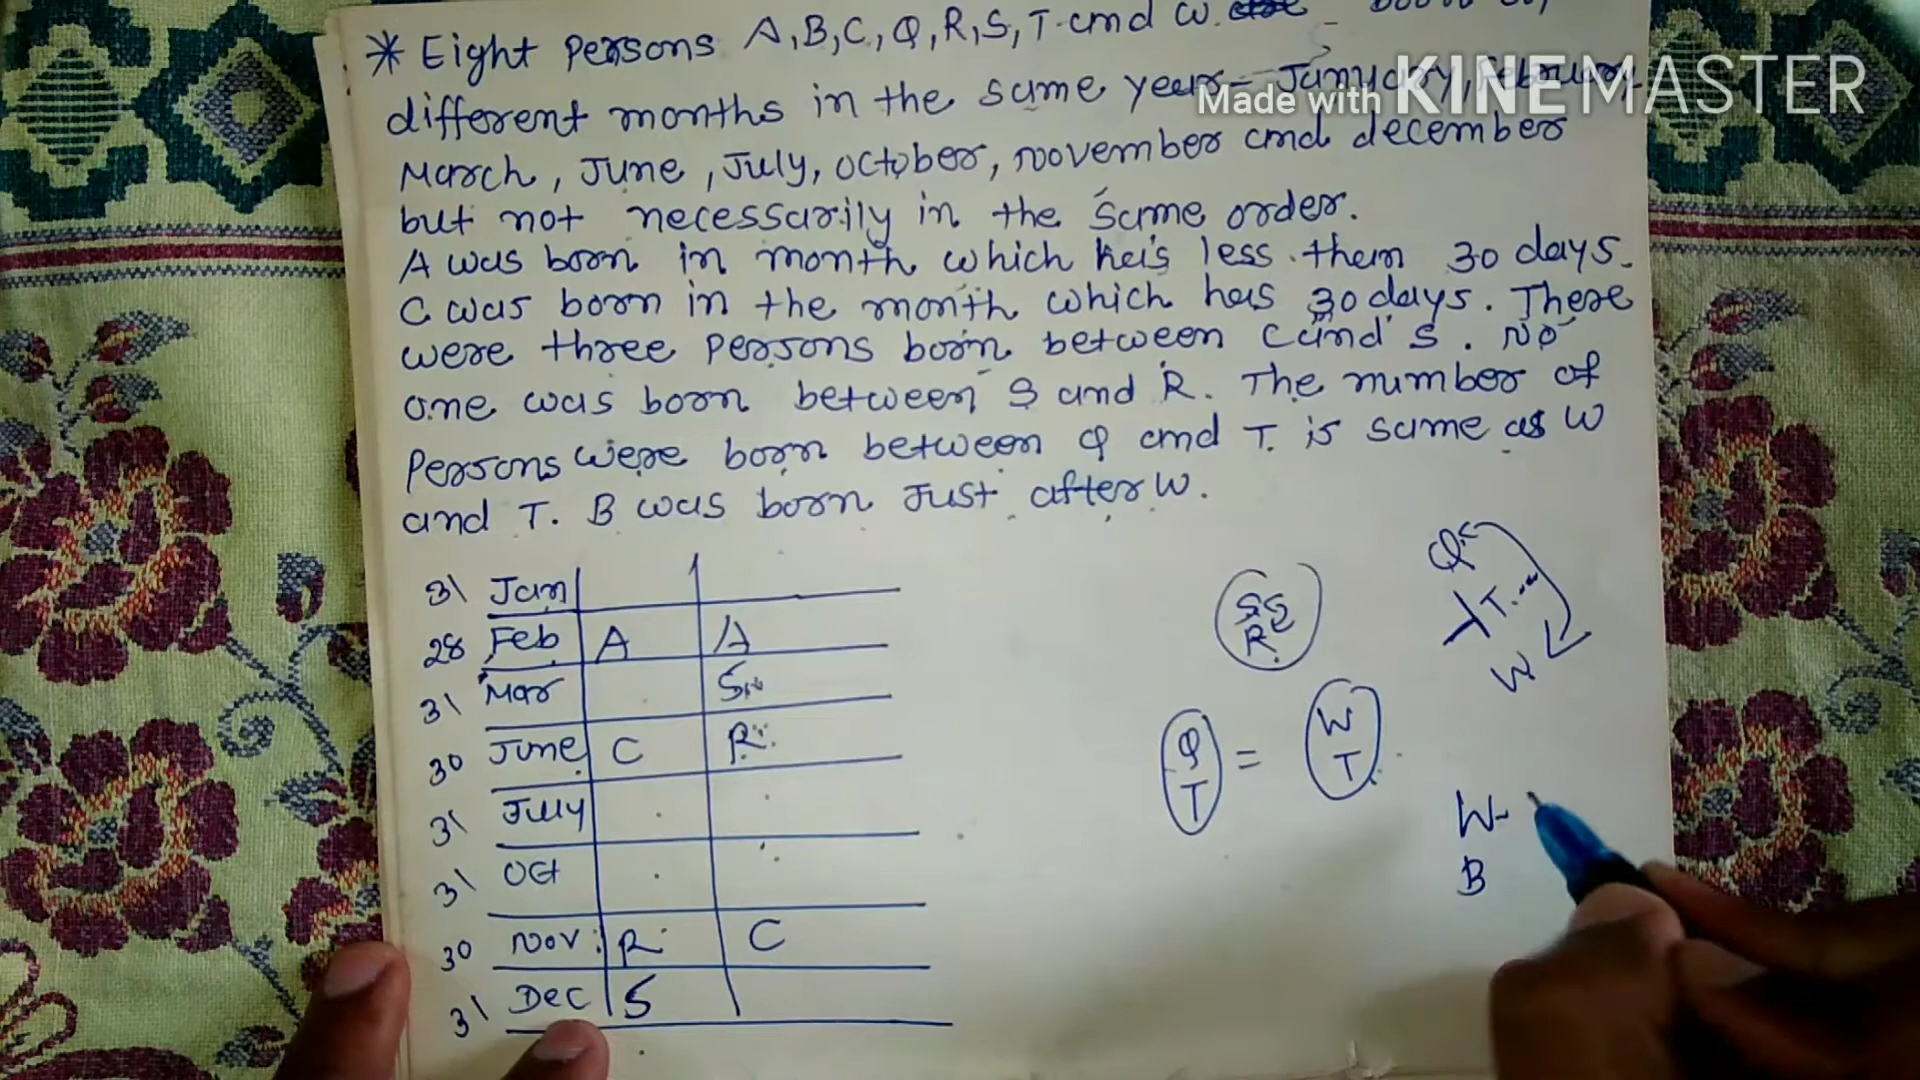 * Eight Persons A, B, C, Q, R, S, T and W.
different months in the same year - January, February
Made with KINEMASTER
March, June, July, October, november and december
but not necessarily in the same order.
A was born in month which has less than 30 days.
C was born in the month which has 30 days. There
were three persons born between C and S. No
one was born between S and R. The number of
Persons were born between Q and T. is same as W
and T. B was born Just after W.
31 Jan
28 Feb A A
31 Mar S
30 June C R
31 July
31 Oct
30 Nov R C
31 Dec S
S S
R
Q
T
W
Q
T
=
W
T
W
B